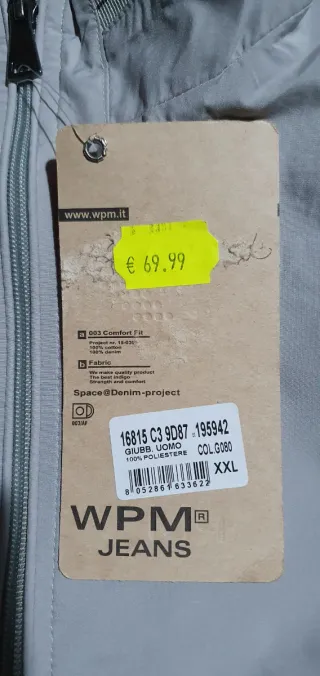 www.wpm.it
€ 69.99
a 003 Comfort Fit
100% cotton
100% denim
b Fabric
We make quality product
The best indigo
Strength and comfort
Space@Denim-project
003/AF
16815 C3 9D87 195942
GIUBB. UOMO COL.G080
100% POLIESTERE
XXL
8 052861 633622
WPM R
JEANS